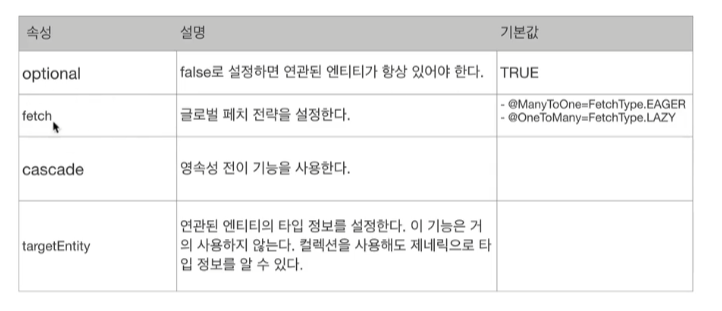 속성 설명 기본값
optional false로 설정하면 연관된 엔티티가 항상 있어야 한다. TRUE
fetch 글로벌 페치 전략을 설정한다. - @ManyToOne=FetchType.EAGER
- @OneToMany=FetchType.LAZY
cascade 영속성 전이 기능을 사용한다.
targetEntity 연관된 엔티티의 타입 정보를 설정한다. 이 기능은 거
의 사용하지 않는다. 컬렉션을 사용해도 제네릭으로 타
입 정보를 알 수 있다.